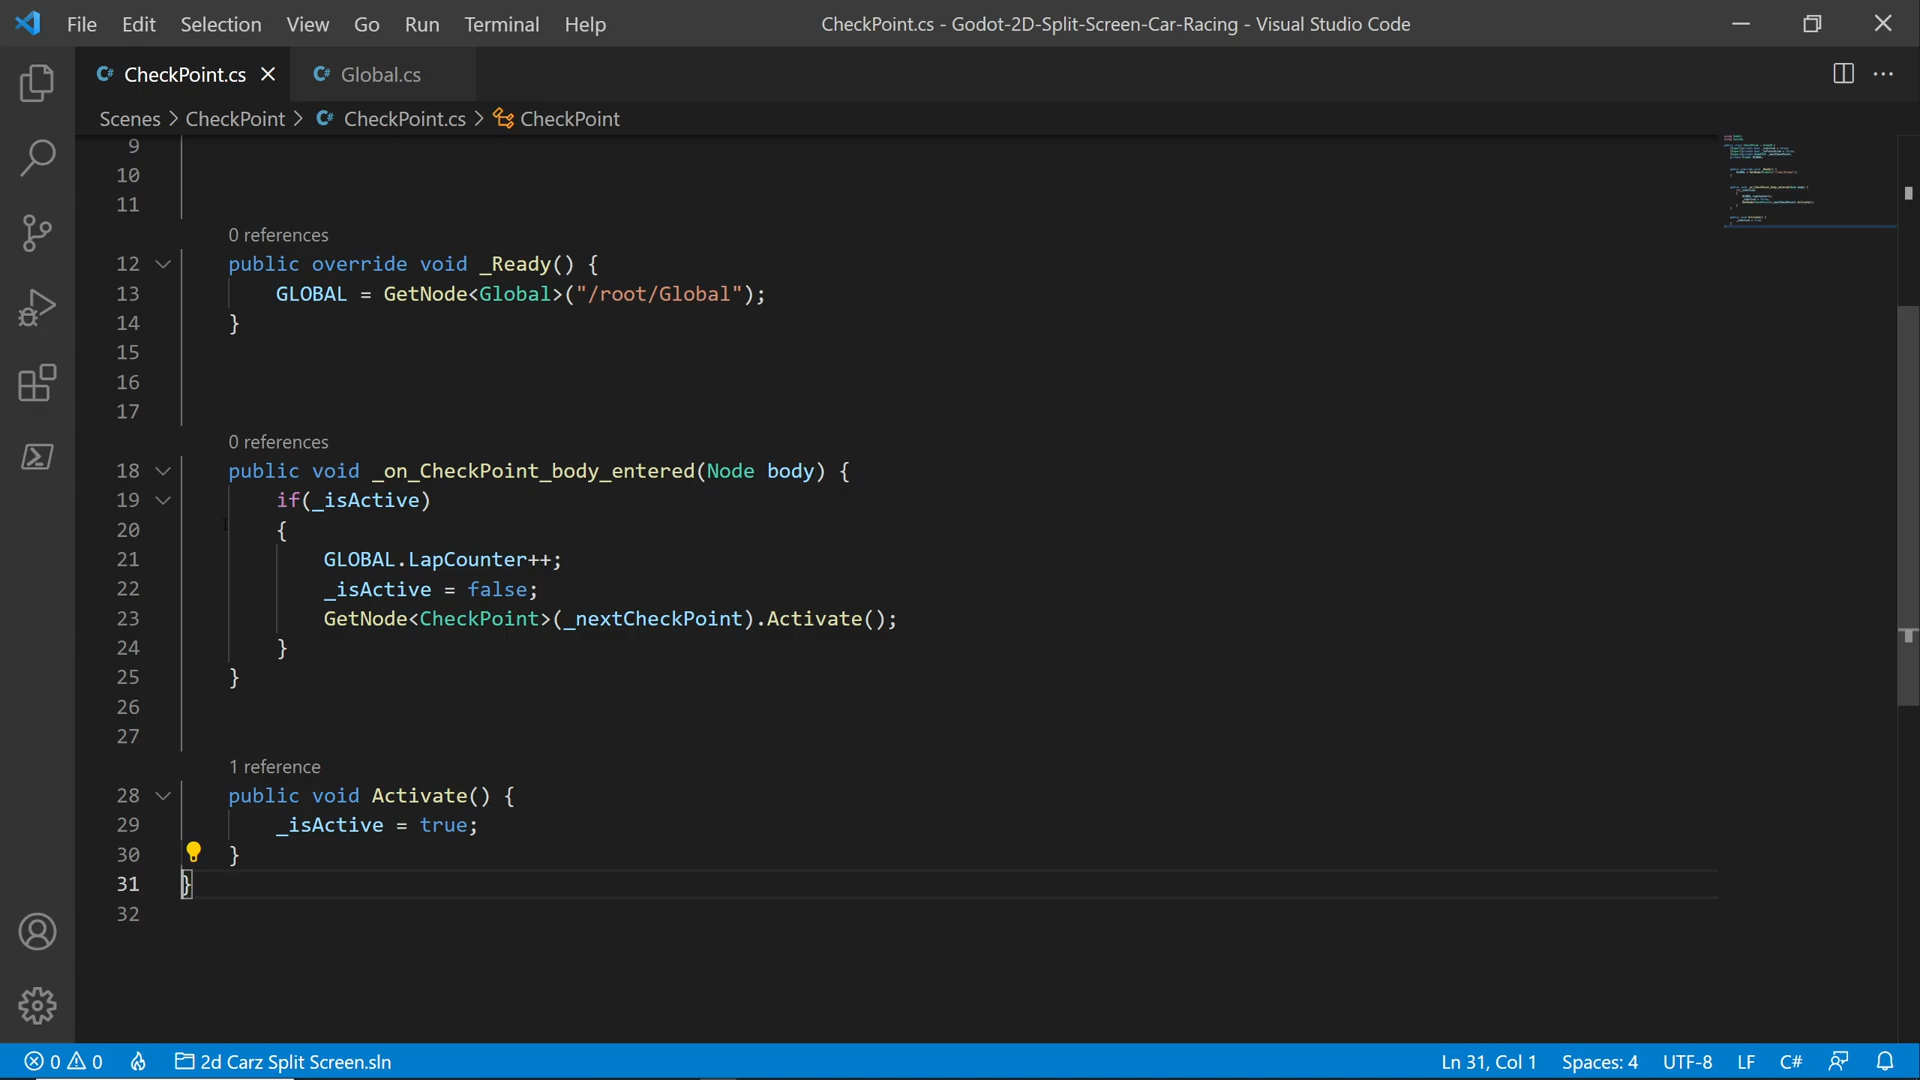 File Edit Selection View Go Run Terminal Help CheckPoint.cs - Godot-2D-Split-Screen-Car-Racing - Visual Studio Code
C# CheckPoint.cs C# Global.cs
Scenes > CheckPoint > C# CheckPoint.cs > CheckPoint
9
10
11
0 references
12 public override void _Ready() {
13 GLOBAL = GetNode<Global>("/root/Global");
14 }
15
16
17
0 references
18 public void _on_CheckPoint_body_entered(Node body) {
19 if(_isActive)
20 {
21 GLOBAL.LapCounter++;
22 _isActive = false;
23 GetNode<CheckPoint>(_nextCheckPoint).Activate();
24 }
25 }
26
27
1 reference
28 public void Activate() {
29 _isActive = true;
30 }
31 }
32
0 0 2d Carz Split Screen.sln Ln 31, Col 1 Spaces: 4 UTF-8 LF C#